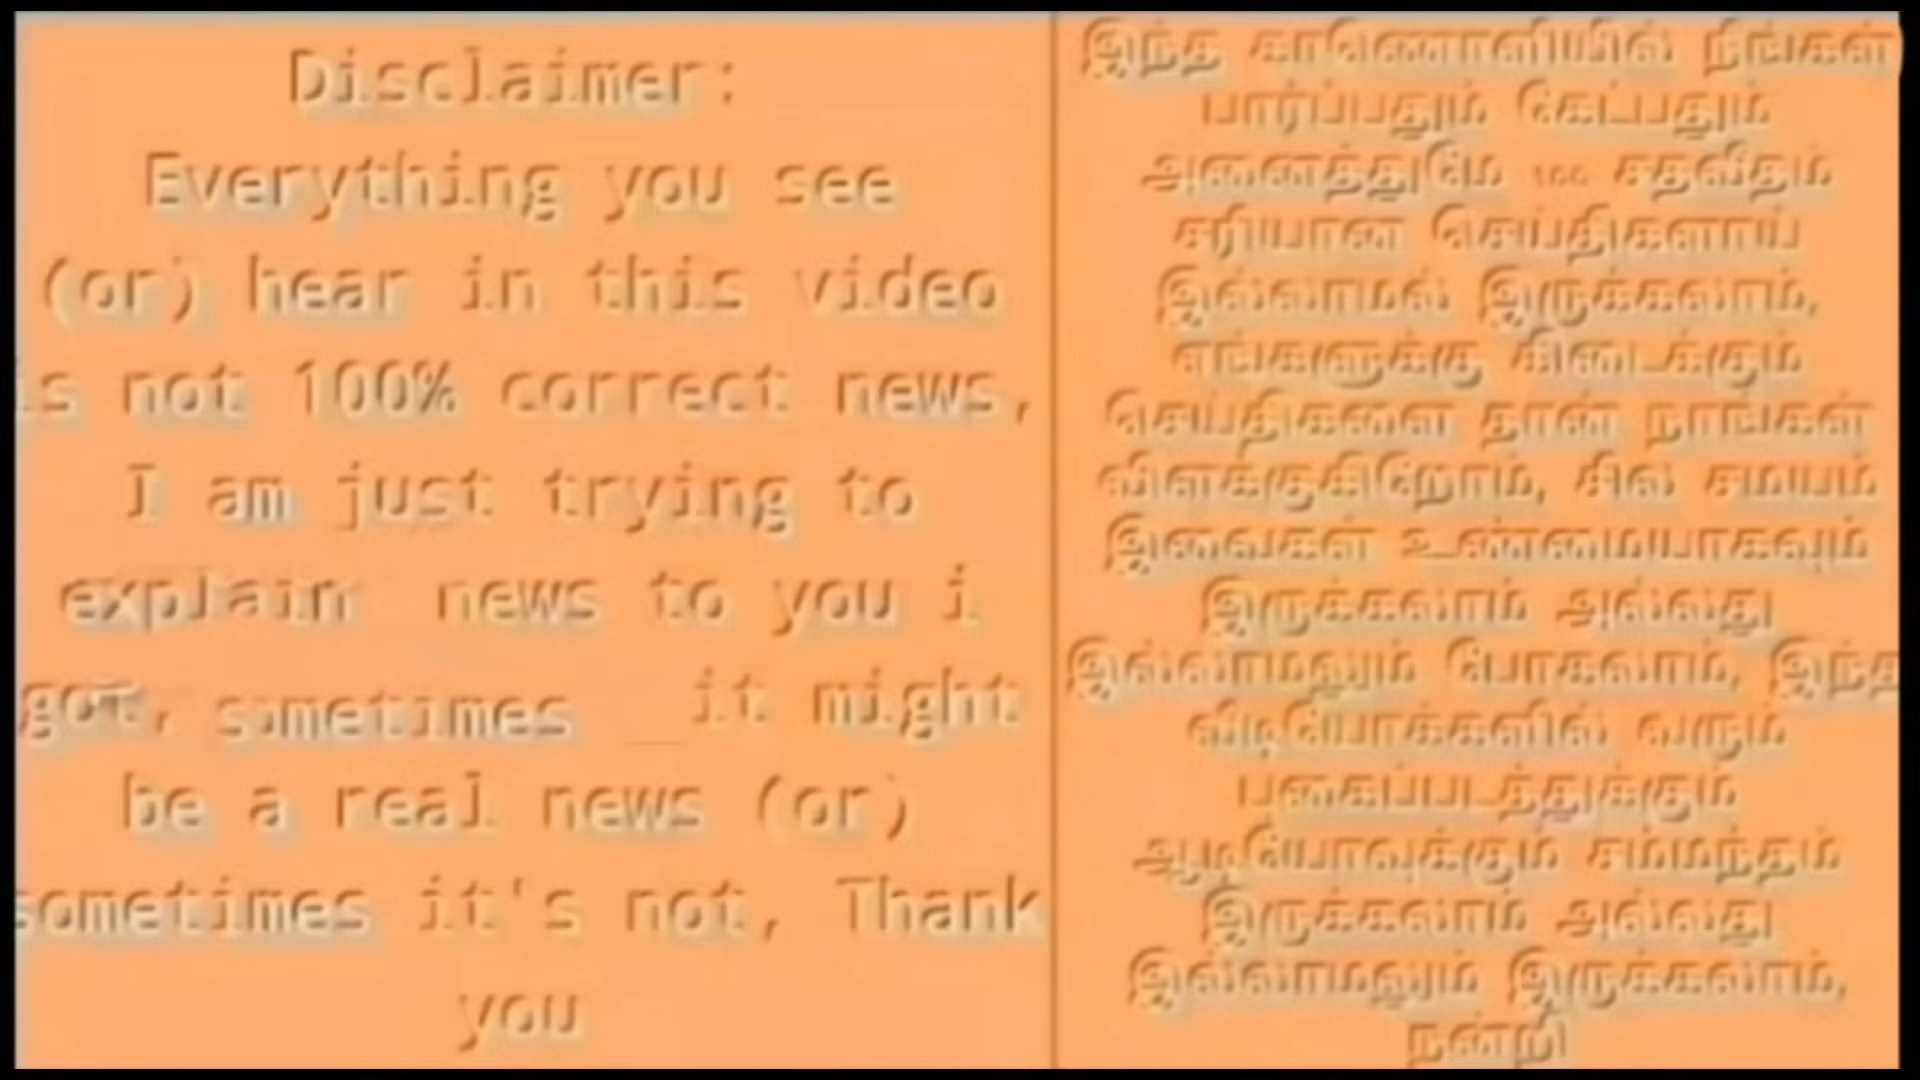 Disclaimer:
Everything you see
(or) hear in this video
is not 100% correct news,
I am just trying to
explain news to you i
got, sometimes __it might
be a real news (or)
sometimes it's not, Thank
you
இந்த காணொளியில் நீங்கள்
பார்ப்பதும் கேட்பதும்
அனைத்துமே 100 சதவீதம்
சரியான செய்திகளாய்
இல்லாமல் இருக்கலாம்,
எங்களுக்கு கிடைக்கும்
செய்திகளை தான் நாங்கள்
விளக்குகிறோம், சில சமயம்
இவைகள் உண்மையாகவும்
இருக்கலாம் அல்லது
இல்லாமலும் போகலாம், இந்த
வீடியோக்களில் வரும்
புகைப்படத்துக்கும்
ஆடியோவுக்கும் சம்மந்தம்
இருக்கலாம் அல்லது
இல்லாமலும் இருக்கலாம்,
நன்றி